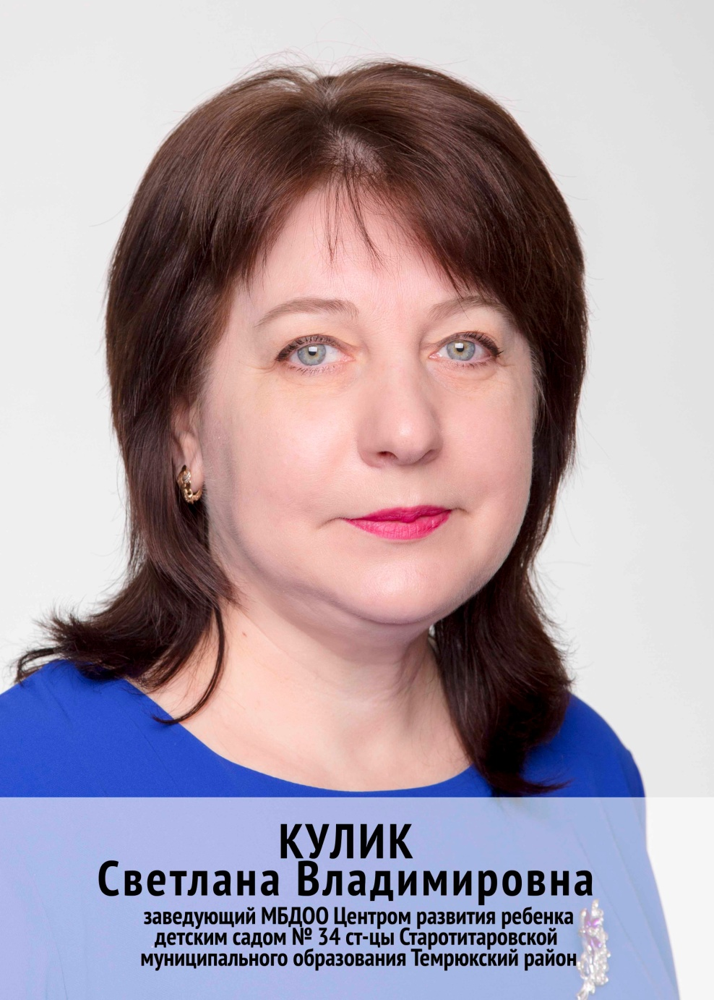 КУЛИК
Светлана Владимировна
заведующий МБДОО Центром развития ребенка
детским садом № 34 ст-цы Старотитаровской
муниципального образования Темрюкский район